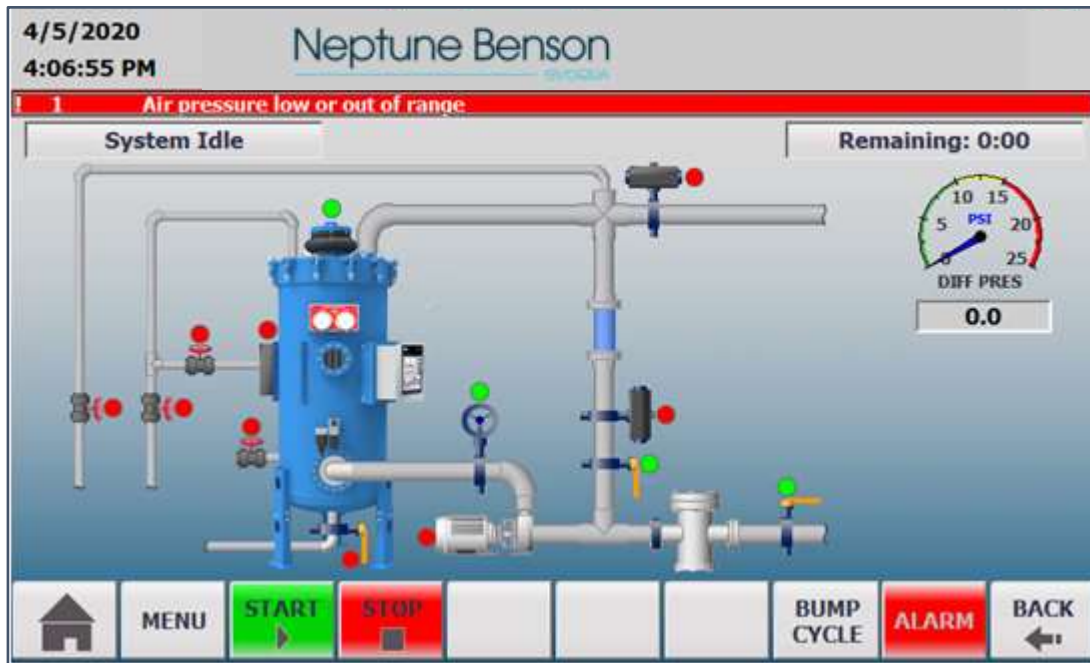 4/5/2020
4:06:55 PM
Neptune Benson
EVOQUA
! 1 Air pressure low or out of range
System Idle
Remaining: 0:00
10 15
5 PSI 20
0 25
DIFF PRES
0.0
MENU
START
STOP
BUMP
CYCLE
ALARM
BACK